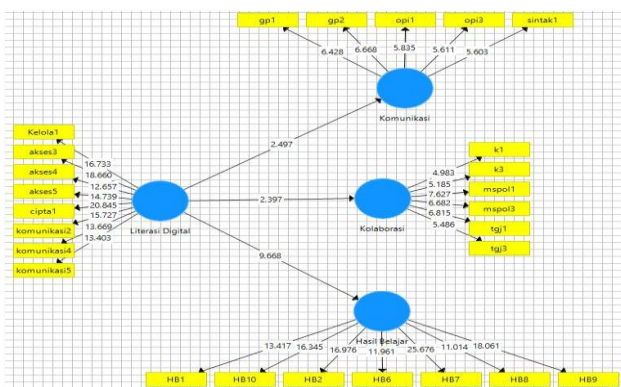 gp1 gp2 opi1 opi3 sintak1
6.428 6.668 5.835 5.611 5.603
Komunikasi
2.497
Kelola1
akses3
akses4
akses5
cipta1
komunikasi2
komunikasi4
komunikasi5
16.733
18.660
12.657
14.739
20.845
15.727
13.669
13.403
Literasi Digital
2.397
k1
k3
mspol1
mspol3
tgj1
tgj3
4.983
5.185
7.627
6.682
6.815
5.486
Kolaborasi
9.668
Hasil Belajar
13.417 16.345 16.976 11.961 25.676 11.014 18.061
HB1 HB10 HB2 HB6 HB7 HB8 HB9